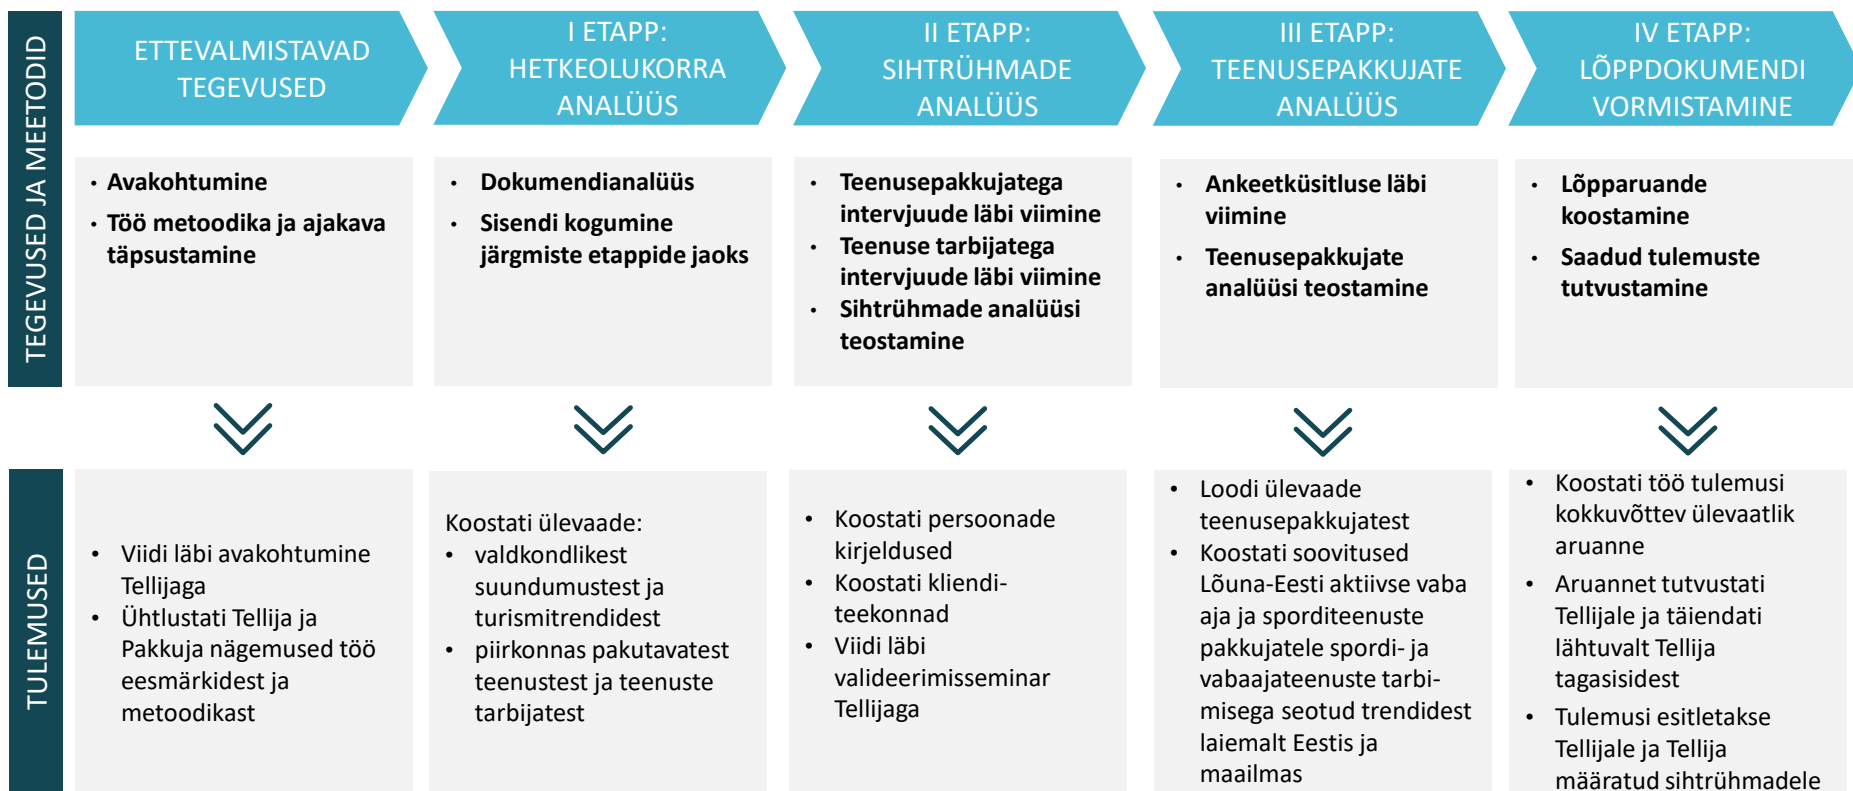 TEGEVUSED JA MEETODID
ETTEVALMISTAVAD
TEGEVUSED
I ETAPP:
HETKEOLUKORRA
ANALÜÜS
II ETAPP:
SIHTRÜHMADE
ANALÜÜS
III ETAPP:
TEENUSEPAKKUJATE
ANALÜÜS
IV ETAPP:
LÕPPDOKUMENDI
VORMISTAMINE
• Avakohtumine
• Töö metoodika ja ajakava
täpsustamine
• Dokumendianalüüs
• Sisendi kogumine
järgmiste etappide jaoks
• Teenusepakkujatega
intervjuude läbi viimine
• Teenuse tarbijatega
intervjuude läbi viimine
• Sihtrühmade analüüsi
teostamine
• Ankeetküsitluse läbi
viimine
• Teenusepakkujate
analüüsi teostamine
• Lõpparuande
koostamine
• Saadud tulemuste
tutvustamine
TULEMUSED
• Viidi läbi avakohtumine
Tellijaga
• Ühtlustati Tellija ja
Pakkuja nägemused töö
eesmärkidest ja
metoodikast
Koostati ülevaade:
• valdkondlikest
suundumustest ja
turismitrendidest
• piirkonnas pakutavatest
teenustest ja teenuste
tarbijatest
• Koostati persoonade
kirjeldused
• Koostati kliendi-
teekonnad
• Viidi läbi
valideerimisseminar
Tellijaga
• Loodi ülevaade
teenusepakkujatest
• Koostati soovitused
Lõuna-Eesti aktiivse vaba
aja ja sporditeenuste
pakkujatele spordi- ja
vabaajateenuste tarbi-
misega seotud trendidest
laiemalt Eestis ja
maailmas
• Koostati töö tulemusi
kokkuvõttev ülevaatlik
aruanne
• Aruannet tutvustati
Tellijale ja täiendati
lähtuvalt Tellija
tagasisidest
• Tulemusi esitletakse
Tellijale ja Tellija
määratud sihtrühmadele